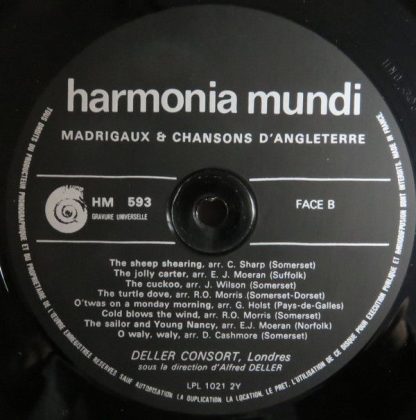 harmonia mundi
MADRIGAUX & CHANSONS D'ANGLETERRE
HM 593
GRAVURE UNIVERSELLE
FACE B
The sheep shearing, arr. C. Sharp (Somerset)
The jolly carter, arr. E. J. Moeran (Suffolk)
The cuckoo, arr. J. Wilson (Somerset)
The turtle dove, arr. R.O. Morris (Somerset-Dorset)
O'twas on a monday morning, arr. G. Holst (Pays-de-Galles)
Cold blows the wind, arr. R.O. Morris (Somerset)
The sailor and Young Nancy, arr. E.J. Moeran (Norfolk)
O waly, waly, arr. D. Cashmore (Somerset)
DELLER CONSORT, Londres
sous la direction d'Alfred DELLER
LPL 1021 2Y
TOUS DROITS DU PRODUCTEUR PHONOGRAPHIQUE ET DU PROPRIETAIRE DE L'ŒUVRE ENREGISTREE RESERVES SAUF AUTORISATION LA DUPLICATION, LA LOCATION, LE PRET, L'UTILISATION DE CE DISQUE POUR EXECUTION PUBLIQUE ET RADIODIFFUSION SONT INTERDITS.
MADE IN FRANCE